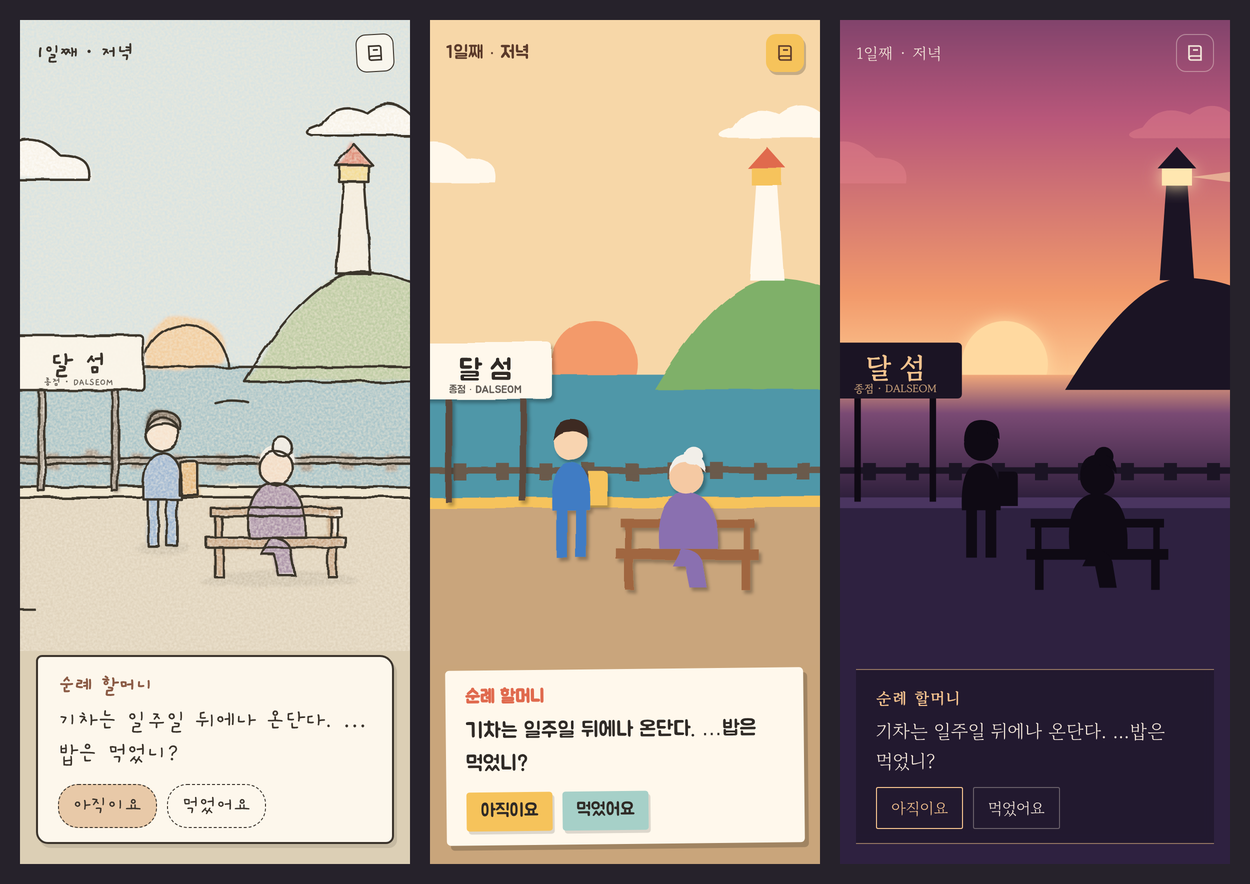 1일째 · 저녁
달 섬
종점 · DALSEOM
순례 할머니
기차는 일주일 뒤에나 온단다. ...
밥은 먹었니?
아직이요
먹었어요
1일째 · 저녁
달 섬
종점 · DALSEOM
순례 할머니
기차는 일주일 뒤에나 온단다. ...밥은
먹었니?
아직이요
먹었어요
1일째 · 저녁
달 섬
종점 · DALSEOM
순례 할머니
기차는 일주일 뒤에나 온단다. ...밥은
먹었니?
아직이요
먹었어요